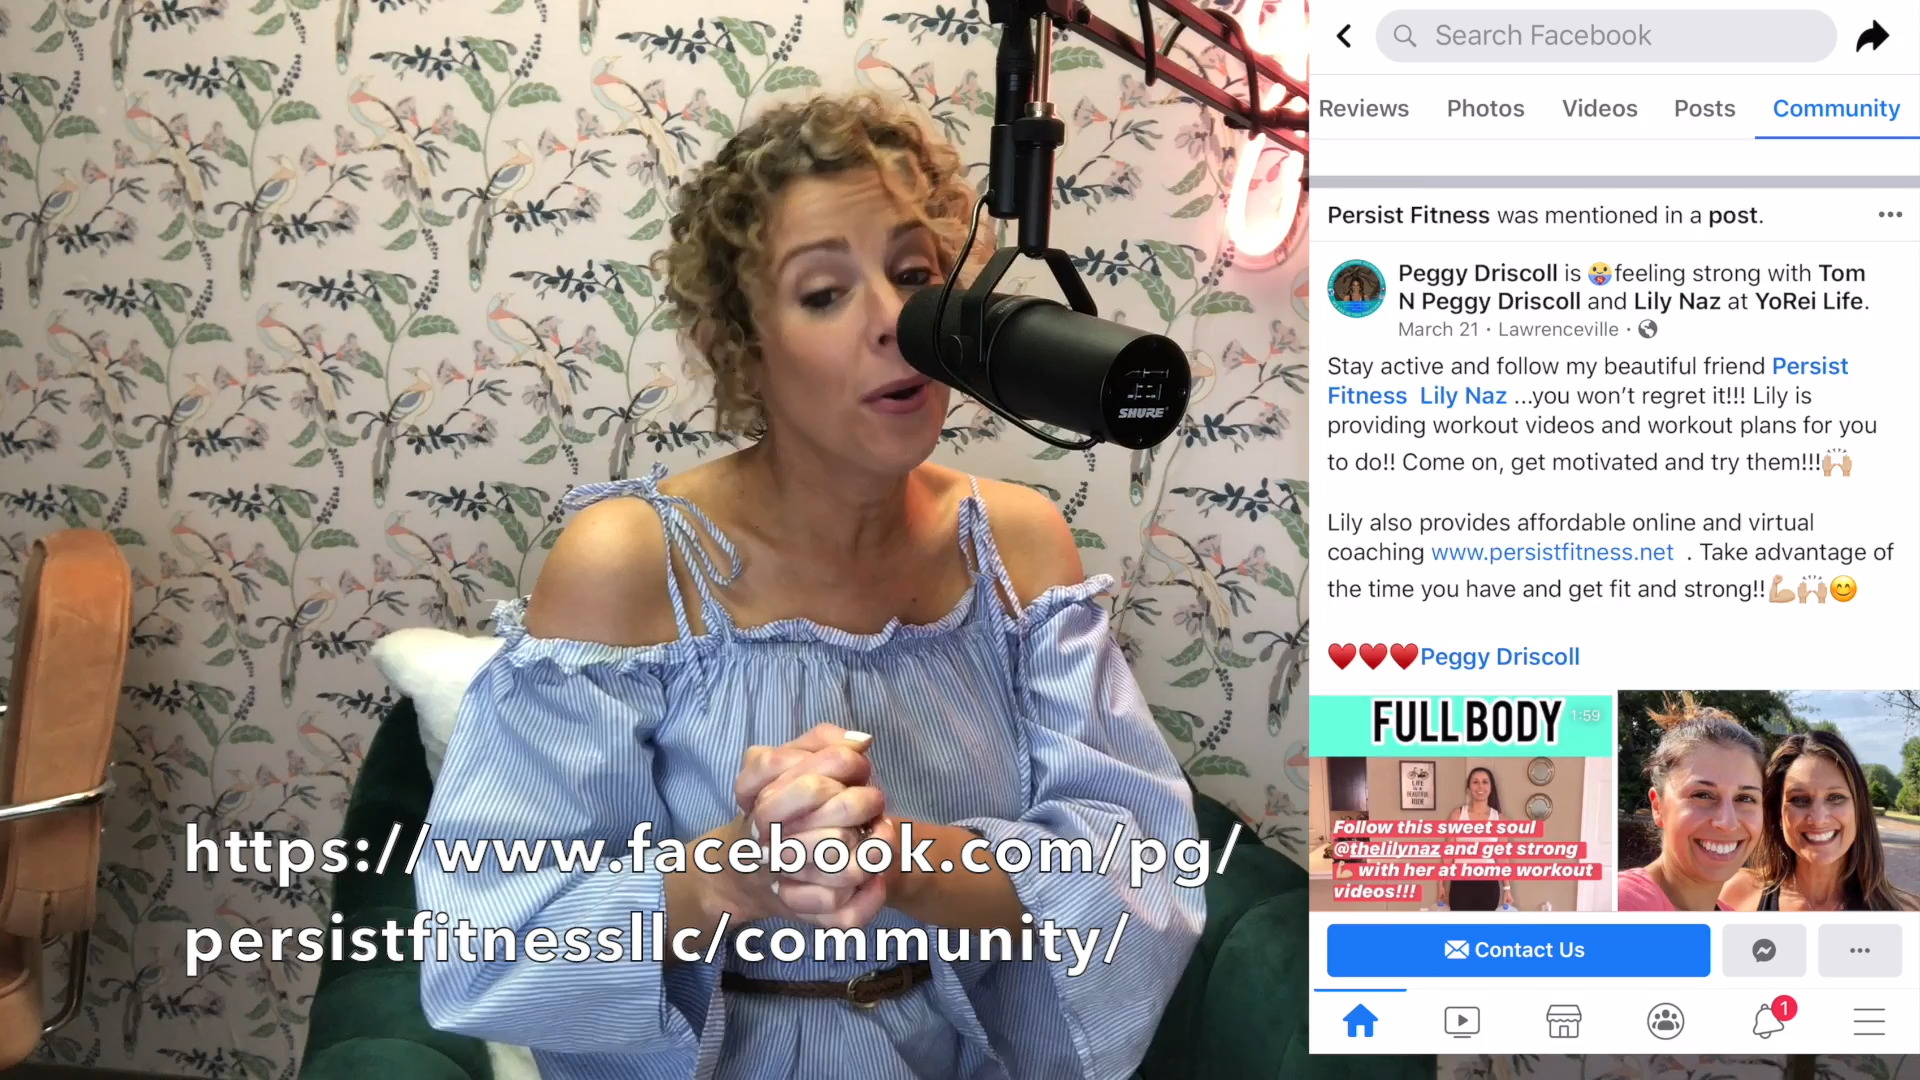 Search Facebook
Reviews Photos Videos Posts Community
Persist Fitness was mentioned in a post.
Peggy Driscoll is feeling strong with Tom
N Peggy Driscoll and Lily Naz at YoRei Life.
March 21 · Lawrenceville ·
Stay active and follow my beautiful friend Persist
Fitness Lily Naz ...you won't regret it!!! Lily is
providing workout videos and workout plans for you
to do!! Come on, get motivated and try them!!!🙌🏼
Lily also provides affordable online and virtual
coaching www.persistfitness.net . Take advantage of
the time you have and get fit and strong!!💪🏼🙌🏼😊
❤️❤️❤️Peggy Driscoll
FULL BODY 1:59
LIFE
IS A
BEAUTIFUL
RIDE
Follow this sweet soul
@thelilynaz and get strong
💪🏼 with her at home workout
videos!!!
Contact Us
1
SHURE
https://www.facebook.com/pg/
persistfitnessllc/community/